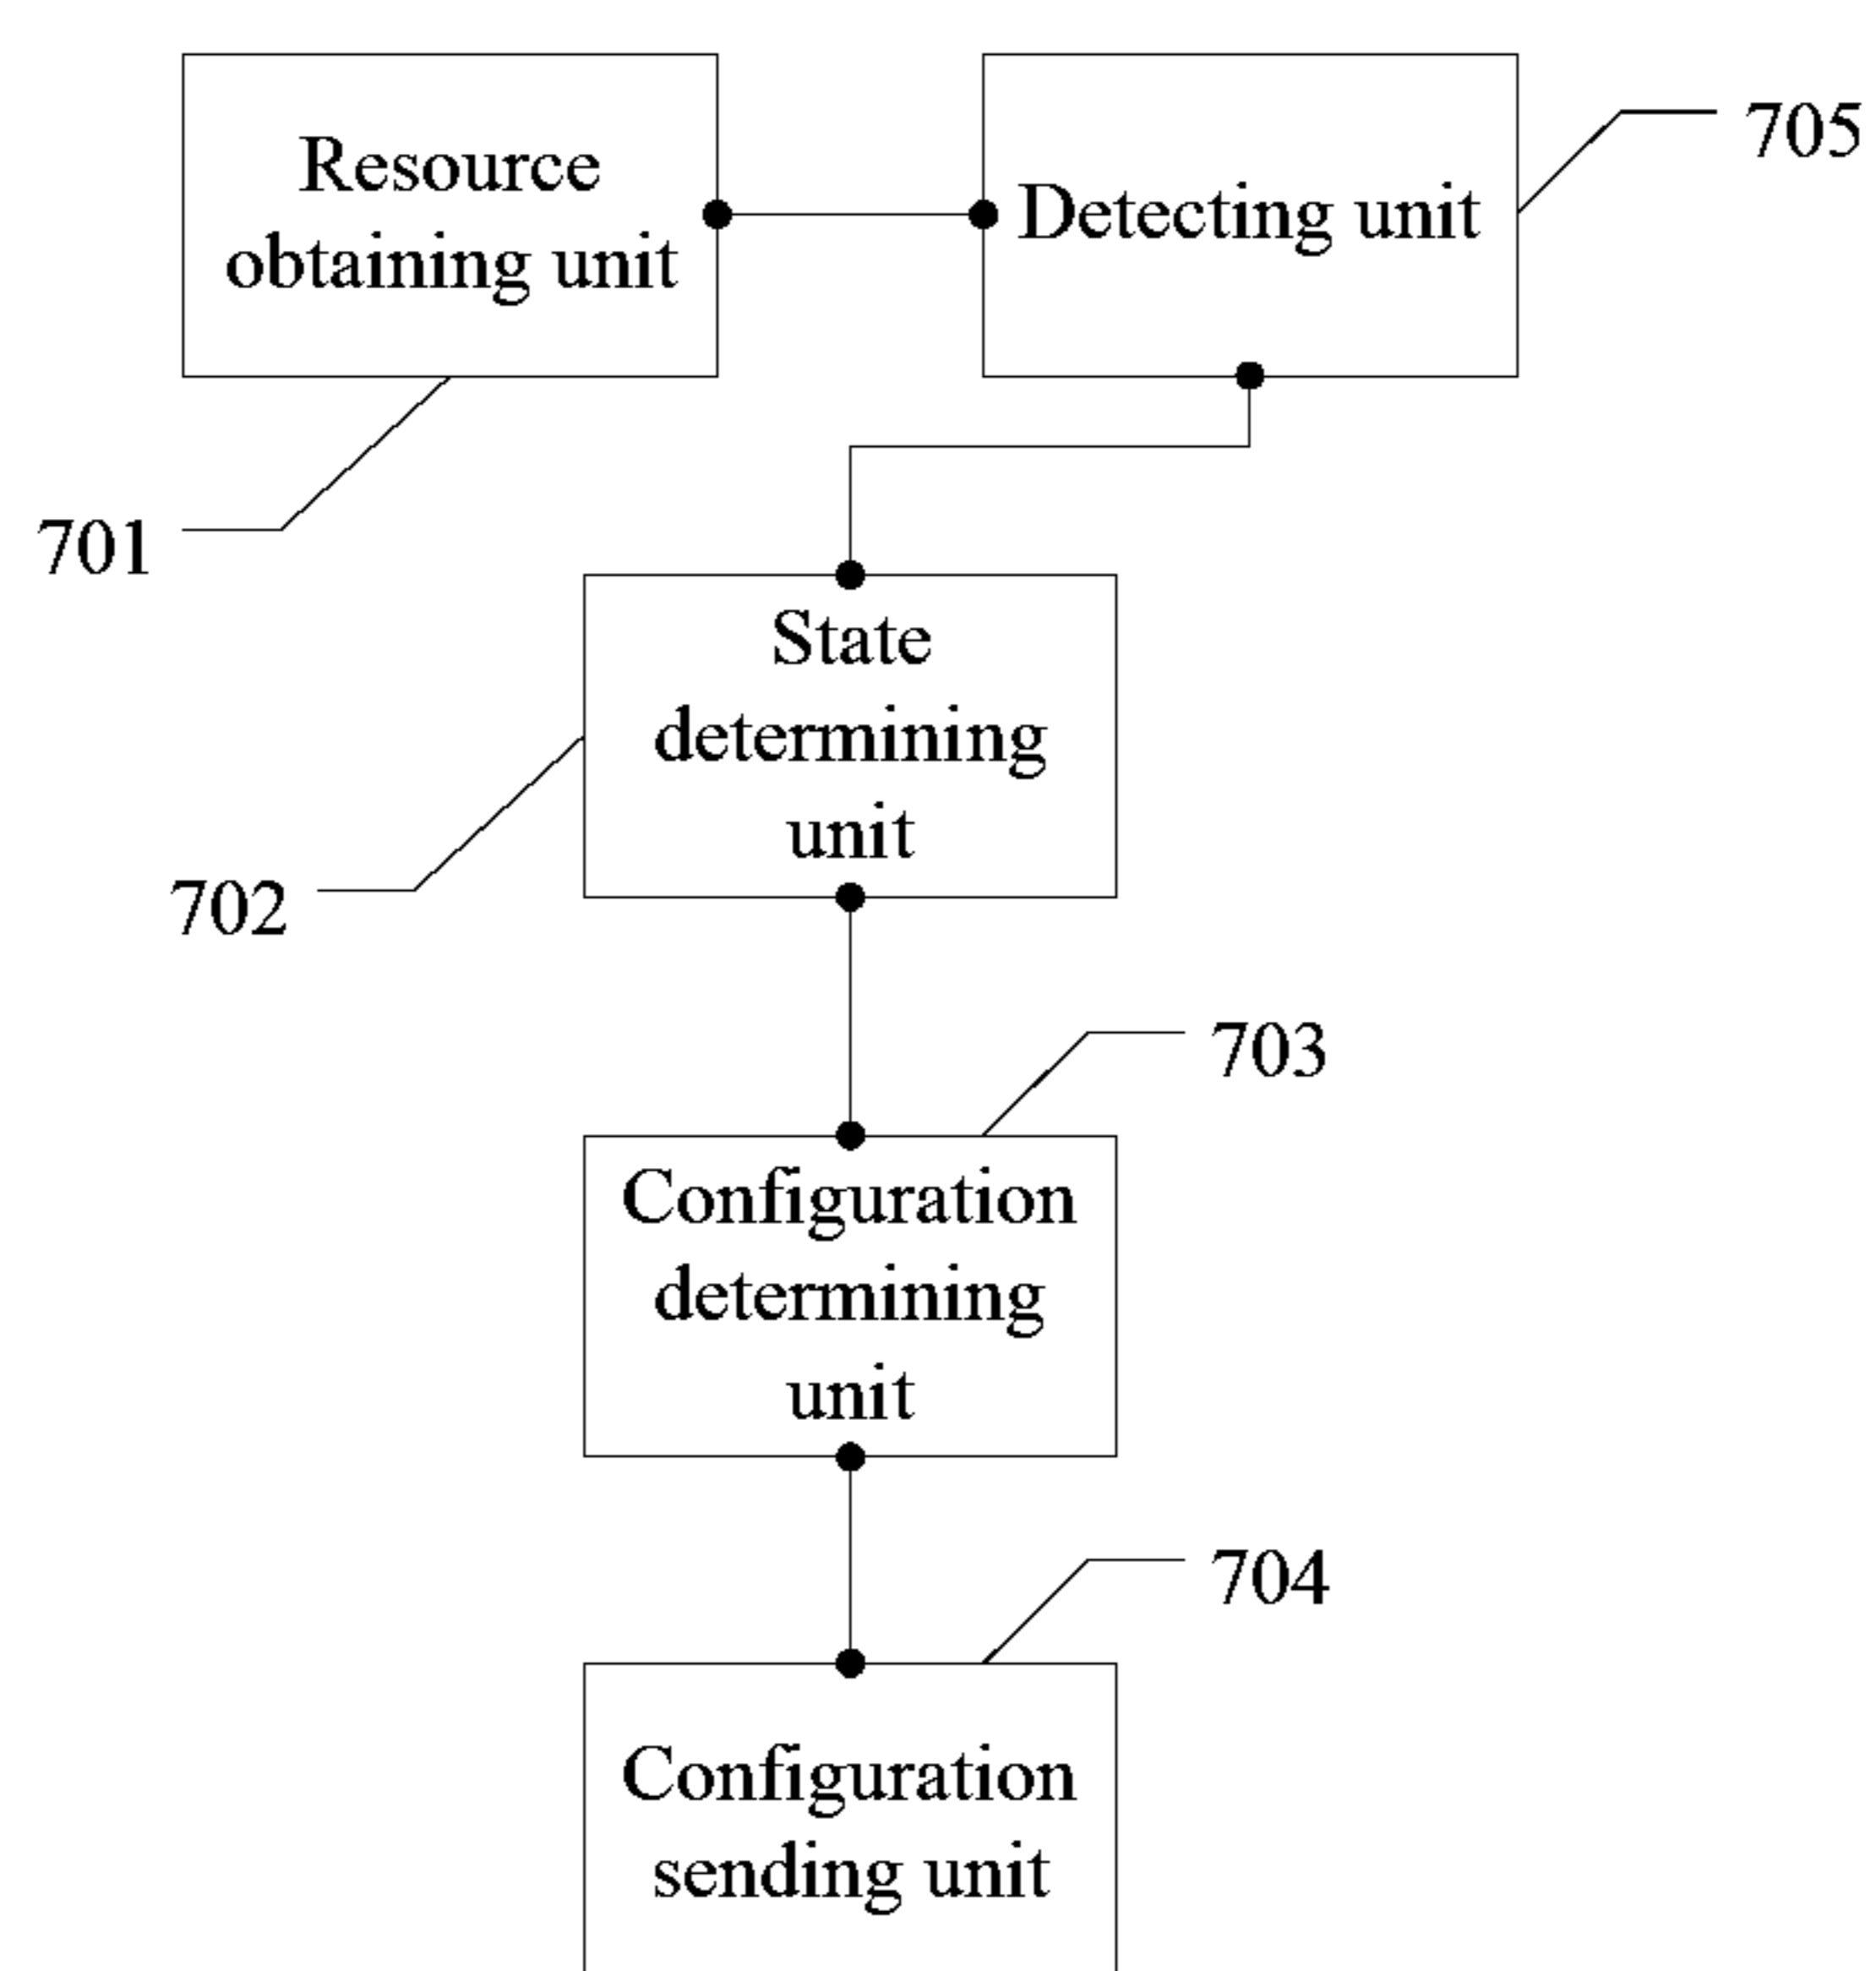 Resource
obtaining unit
Detecting unit
705
701
State
determining
unit
702
703
Configuration
determining
unit
704
Configuration
sending unit